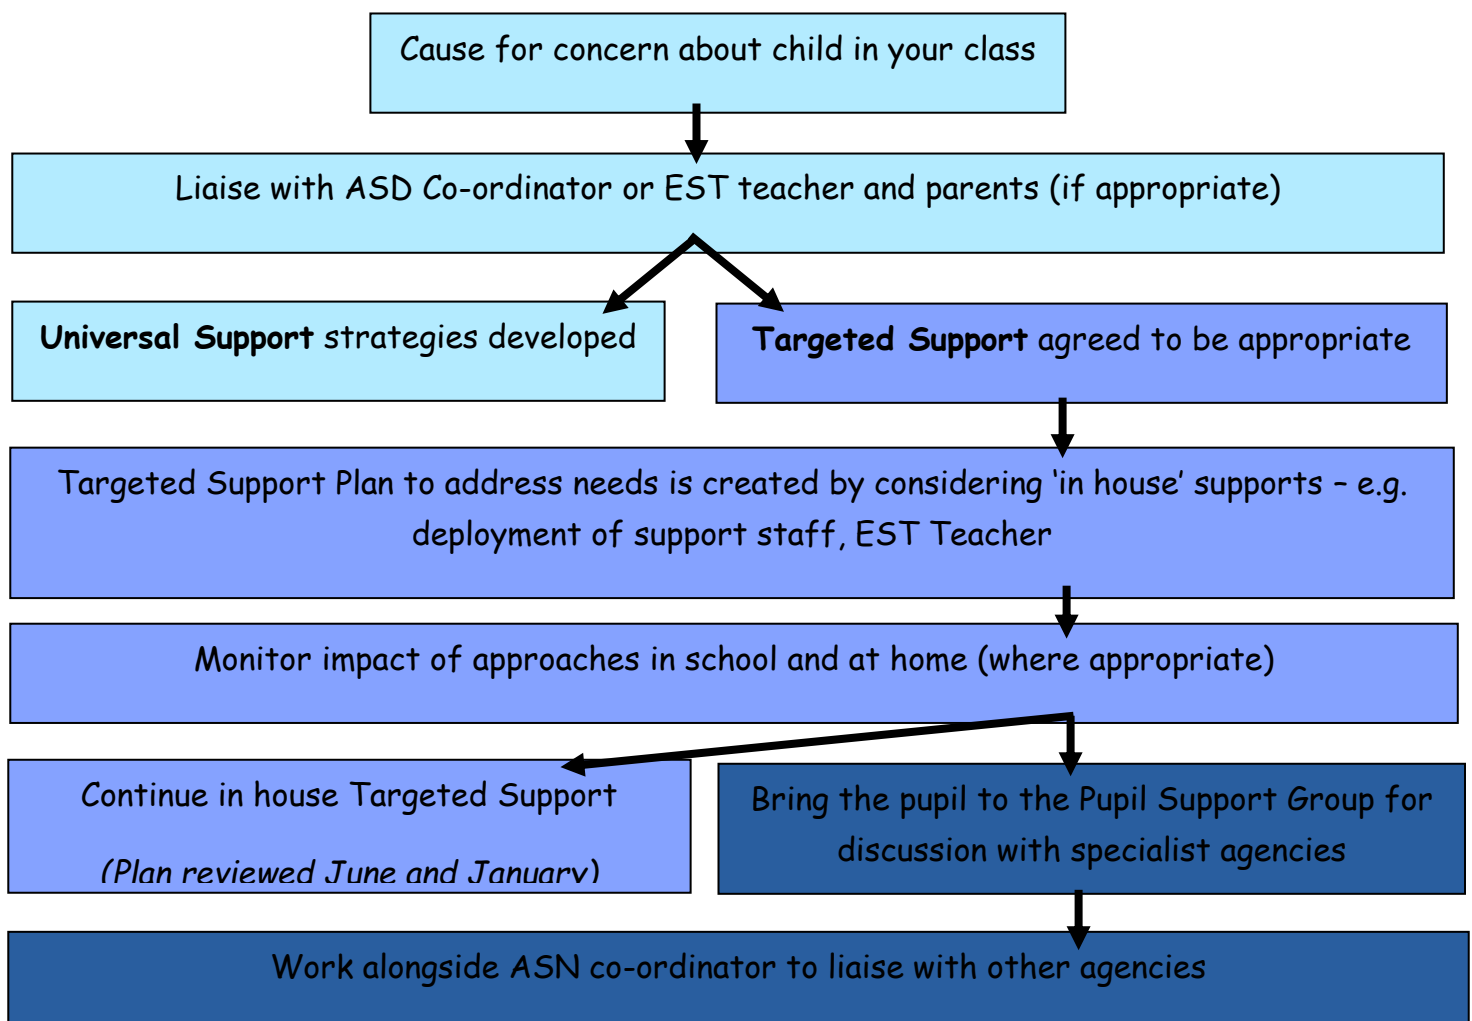 Cause for concern about child in your class
Liaise with ASD Co-ordinator or EST teacher and parents (if appropriate)
Universal Support strategies developed
Targeted Support agreed to be appropriate
Targeted Support Plan to address needs is created by considering ‘in house’ supports – e.g.
deployment of support staff, EST Teacher
Monitor impact of approaches in school and at home (where appropriate)
Continue in house Targeted Support
(Plan reviewed June and January)
Bring the pupil to the Pupil Support Group for
discussion with specialist agencies
Work alongside ASN co-ordinator to liaise with other agencies